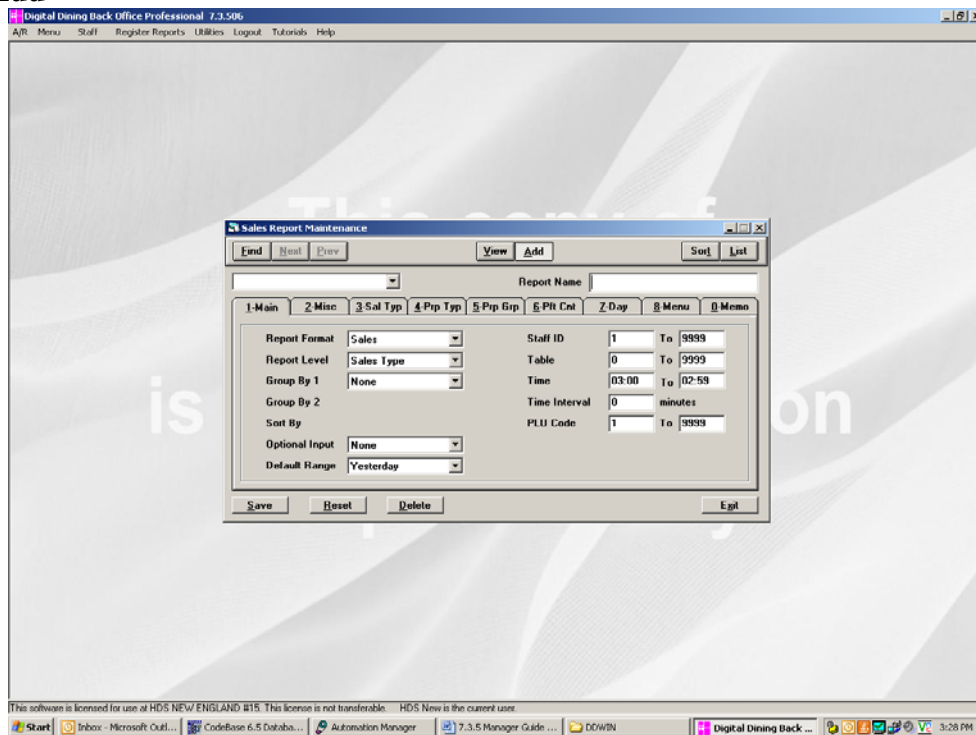 Digital Dining Back Office Professional 7.3.506
A/R Menu Staff Register Reports Utilities Logout Tutorials Help
This copy of
is on
Sales Report Maintenance
Find Next Prev View Add Sort List
Report Name
1-Main 2-Misc 3-Sal Typ 4-Prp Typ 5-Prp Grp 6-Pft Cnt 7-Day 8-Menu 0-Memo
Report Format Sales Staff ID 1 To 9999
Report Level Sales Type Table 0 To 9999
Group By 1 None Time 03:00 To 02:59
Group By 2 Time Interval 0 minutes
Sort By PLU Code 1 To 9999
Optional Input None
Default Range Yesterday
Save Reset Delete Exit
This software is licensed for use at HDS NEW ENGLAND #15. This license is not transferable. HDS New is the current user.
Start Inbox - Microsoft Outl... CodeBase 6.5 Databa... Automation Manager 7.3.5 Manager Guide ... DDWIN Digital Dining Back ... 3:28 PM